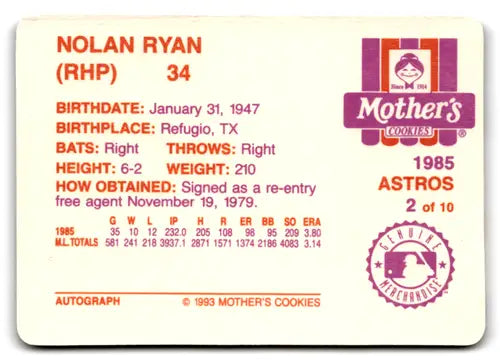 NOLAN RYAN
(RHP) 34
BIRTHDATE: January 31, 1947
BIRTHPLACE: Refugio, TX
BATS: Right THROWS: Right
HEIGHT: 6-2 WEIGHT: 210
HOW OBTAINED: Signed as a re-entry
free agent November 19, 1979.
G W L IP H R ER BB SO ERA
1985 35 10 12 232.0 205 108 98 95 209 3.80
M.L.TOTALS 581 241 218 3937.1 2871 1571 1374 2186 4083 3.14
AUTOGRAPH © 1993 MOTHER'S COOKIES
Since 1914
Mother's
COOKIES ®
1985
ASTROS
2 of 10
GENUINE
MERCHANDISE